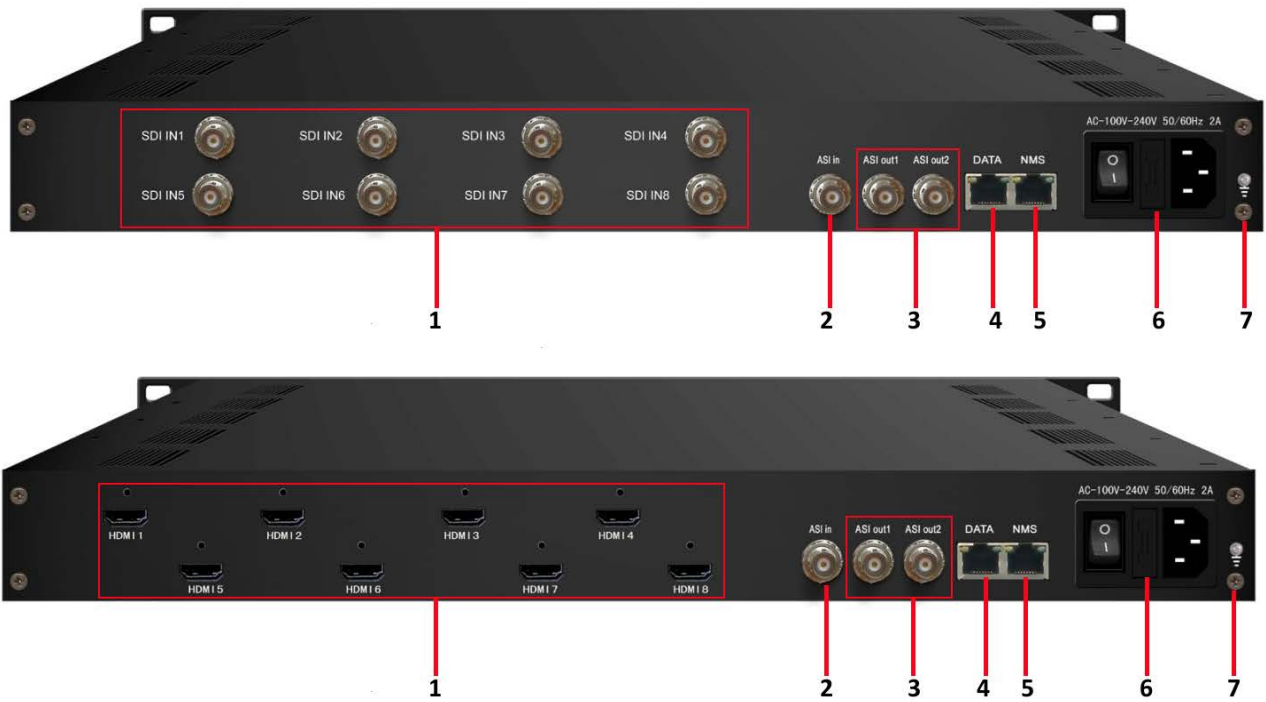 AC-100V-240V 50/60Hz 2A
SDI IN1 SDI IN2 SDI IN3 SDI IN4
ASI in ASI out1 ASI out2 DATA NMS
SDI IN5 SDI IN6 SDI IN7 SDI IN8
1 2 3 4 5 6 7
AC-100V-240V 50/60Hz 2A
ASI in ASI out1 ASI out2 DATA NMS
HDMI 1 HDMI 2 HDMI 3 HDMI 4
HDMI 5 HDMI 6 HDMI 7 HDMI 8
1 2 3 4 5 6 7